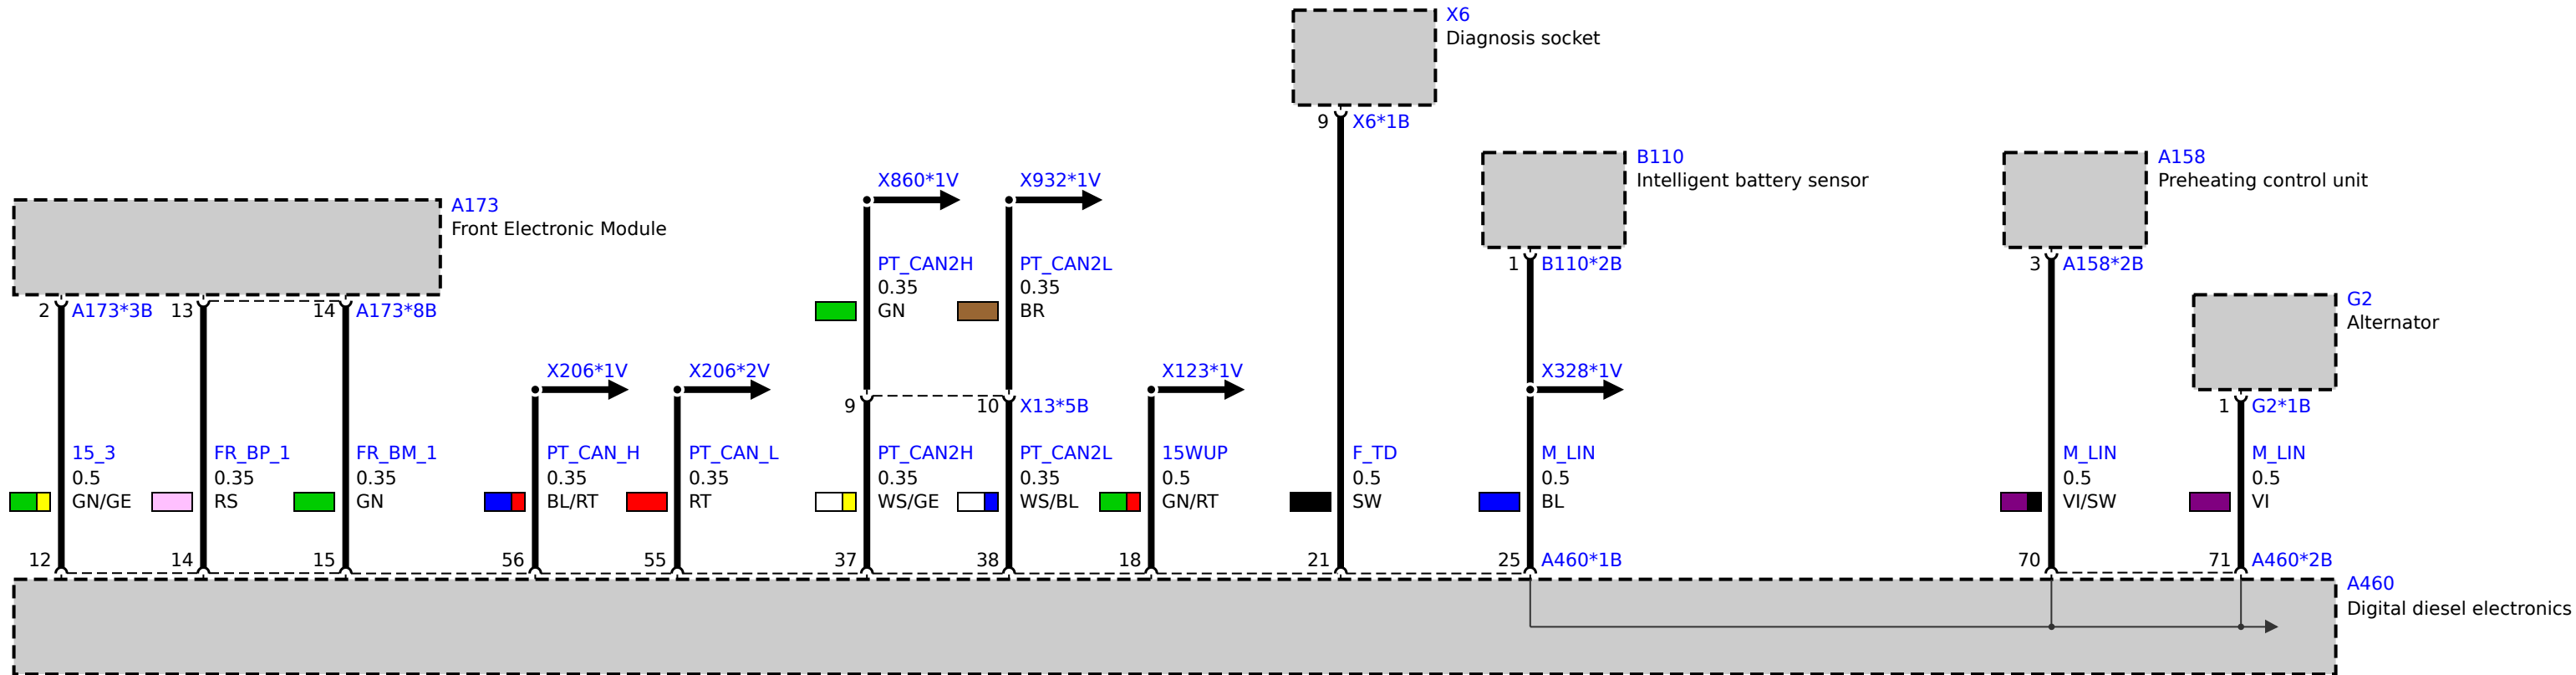 X6
Diagnosis socket
9 X6*1B
B110
Intelligent battery sensor
A158
Preheating control unit
X860*1V X932*1V
A173
Front Electronic Module
PT_CAN2H PT_CAN2L
0.35 0.35
GN BR
1 B110*2B
3 A158*2B
G2
Alternator
2 A173*3B 13 14 A173*8B
X206*1V X206*2V X123*1V X328*1V
9 10 X13*5B
1 G2*1B
15_3 FR_BP_1 FR_BM_1 PT_CAN_H PT_CAN_L PT_CAN2H PT_CAN2L 15WUP F_TD M_LIN M_LIN M_LIN
0.5 0.35 0.35 0.35 0.35 0.35 0.35 0.5 0.5 0.5 0.5 0.5
GN/GE RS GN BL/RT RT WS/GE WS/BL GN/RT SW BL VI/SW VI
12 14 15 56 55 37 38 18 21 25 A460*1B 70 71 A460*2B
A460
Digital diesel electronics